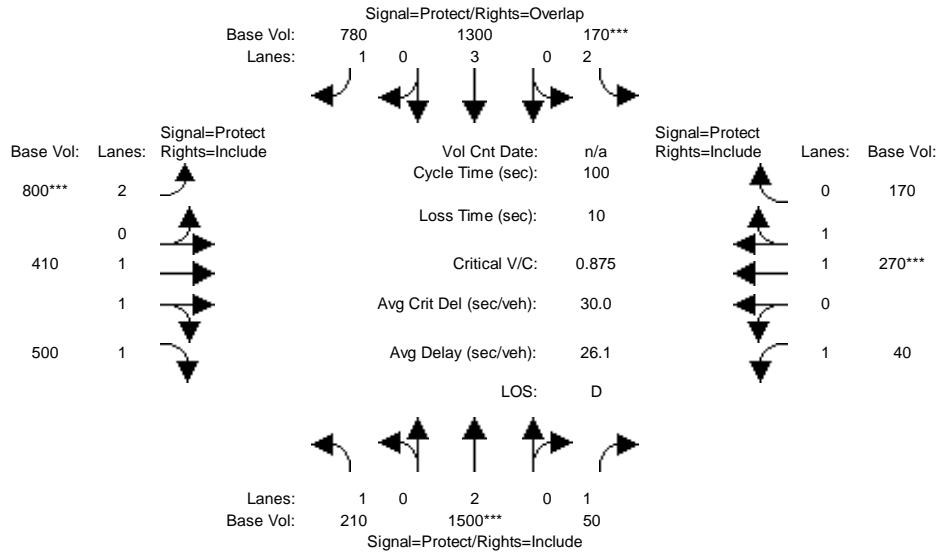 Signal=Protect/Rights=Overlap
Base Vol: 780 1300 170***
Lanes: 1 0 3 0 2
Signal=Protect
Base Vol: Lanes: Rights=Include
Vol Cnt Date: n/a
Cycle Time (sec): 100
Signal=Protect
Rights=Include Lanes: Base Vol:
800*** 2
0 170
Loss Time (sec): 10
0
1
410 1
Critical V/C: 0.875
1 270***
1
Avg Crit Del (sec/veh): 30.0
0
500 1
Avg Delay (sec/veh): 26.1
1 40
LOS: D
Lanes: 1 0 2 0 1
Base Vol: 210 1500*** 50
Signal=Protect/Rights=Include